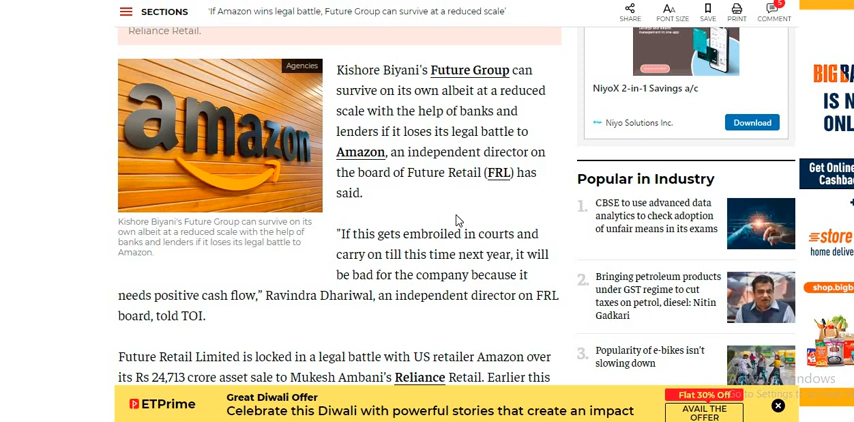 SECTIONS
'If Amazon wins legal battle, Future Group can survive at a reduced scale'
SHARE
FONT SIZE
SAVE
PRINT
5
COMMENT
Reliance Retail.
Agencies
amazon
Kishore Biyani's Future Group can survive on its
own albeit at a reduced scale with the help of
banks and lenders if it loses its legal battle to
Amazon.
Kishore Biyani's Future Group can
survive on its own albeit at a reduced
scale with the help of banks and
lenders if it loses its legal battle to
Amazon, an independent director on
the board of Future Retail (FRL) has
said.
"If this gets embroiled in courts and
carry on till this time next year, it will
be bad for the company because it
needs positive cash flow," Ravindra Dhariwal, an independent director on FRL
board, told TOI.
Future Retail Limited is locked in a legal battle with US retailer Amazon over
its Rs 24,713 crore asset sale to Mukesh Ambani's Reliance Retail. Earlier this
NiyoX 2-in-1 Savings a/c
Niyo Solutions Inc.
Download
Popular in Industry
1.
CBSE to use advanced data
analytics to check adoption
of unfair means in its exams
2.
Bringing petroleum products
under GST regime to cut
taxes on petrol, diesel: Nitin
Gadkari
3.
Popularity of e-bikes isn't
slowing down
BIG BA
IS N
ONL
Get Online
Cashba
+
store
home delive
shop.bigb
ETPrime
Great Diwali Offer
Celebrate this Diwali with powerful stories that create an impact
Flat 30% Off
AVAIL THE
OFFER